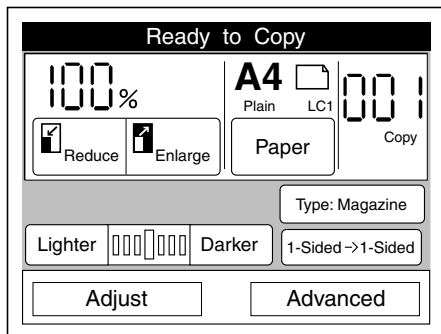 Ready to Copy
100%
A4
Plain LC1
001
Copy
Reduce
Enlarge
Paper
Type: Magazine
Lighter
Darker
1-Sided->1-Sided
Adjust
Advanced